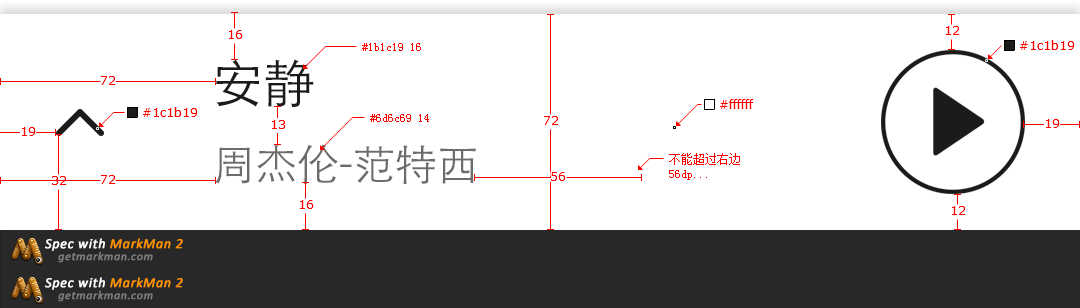 16
12
#1b1c19 16
#1c1b19
安静
72
#ffffff
#1c1b19
#6d6c69 14
13
72
19
19
周杰伦-范特西
不能超过右边
56dp...
32
72
56
16
12
Spec with MarkMan 2
getmarkman.com
Spec with MarkMan 2
getmarkman.com